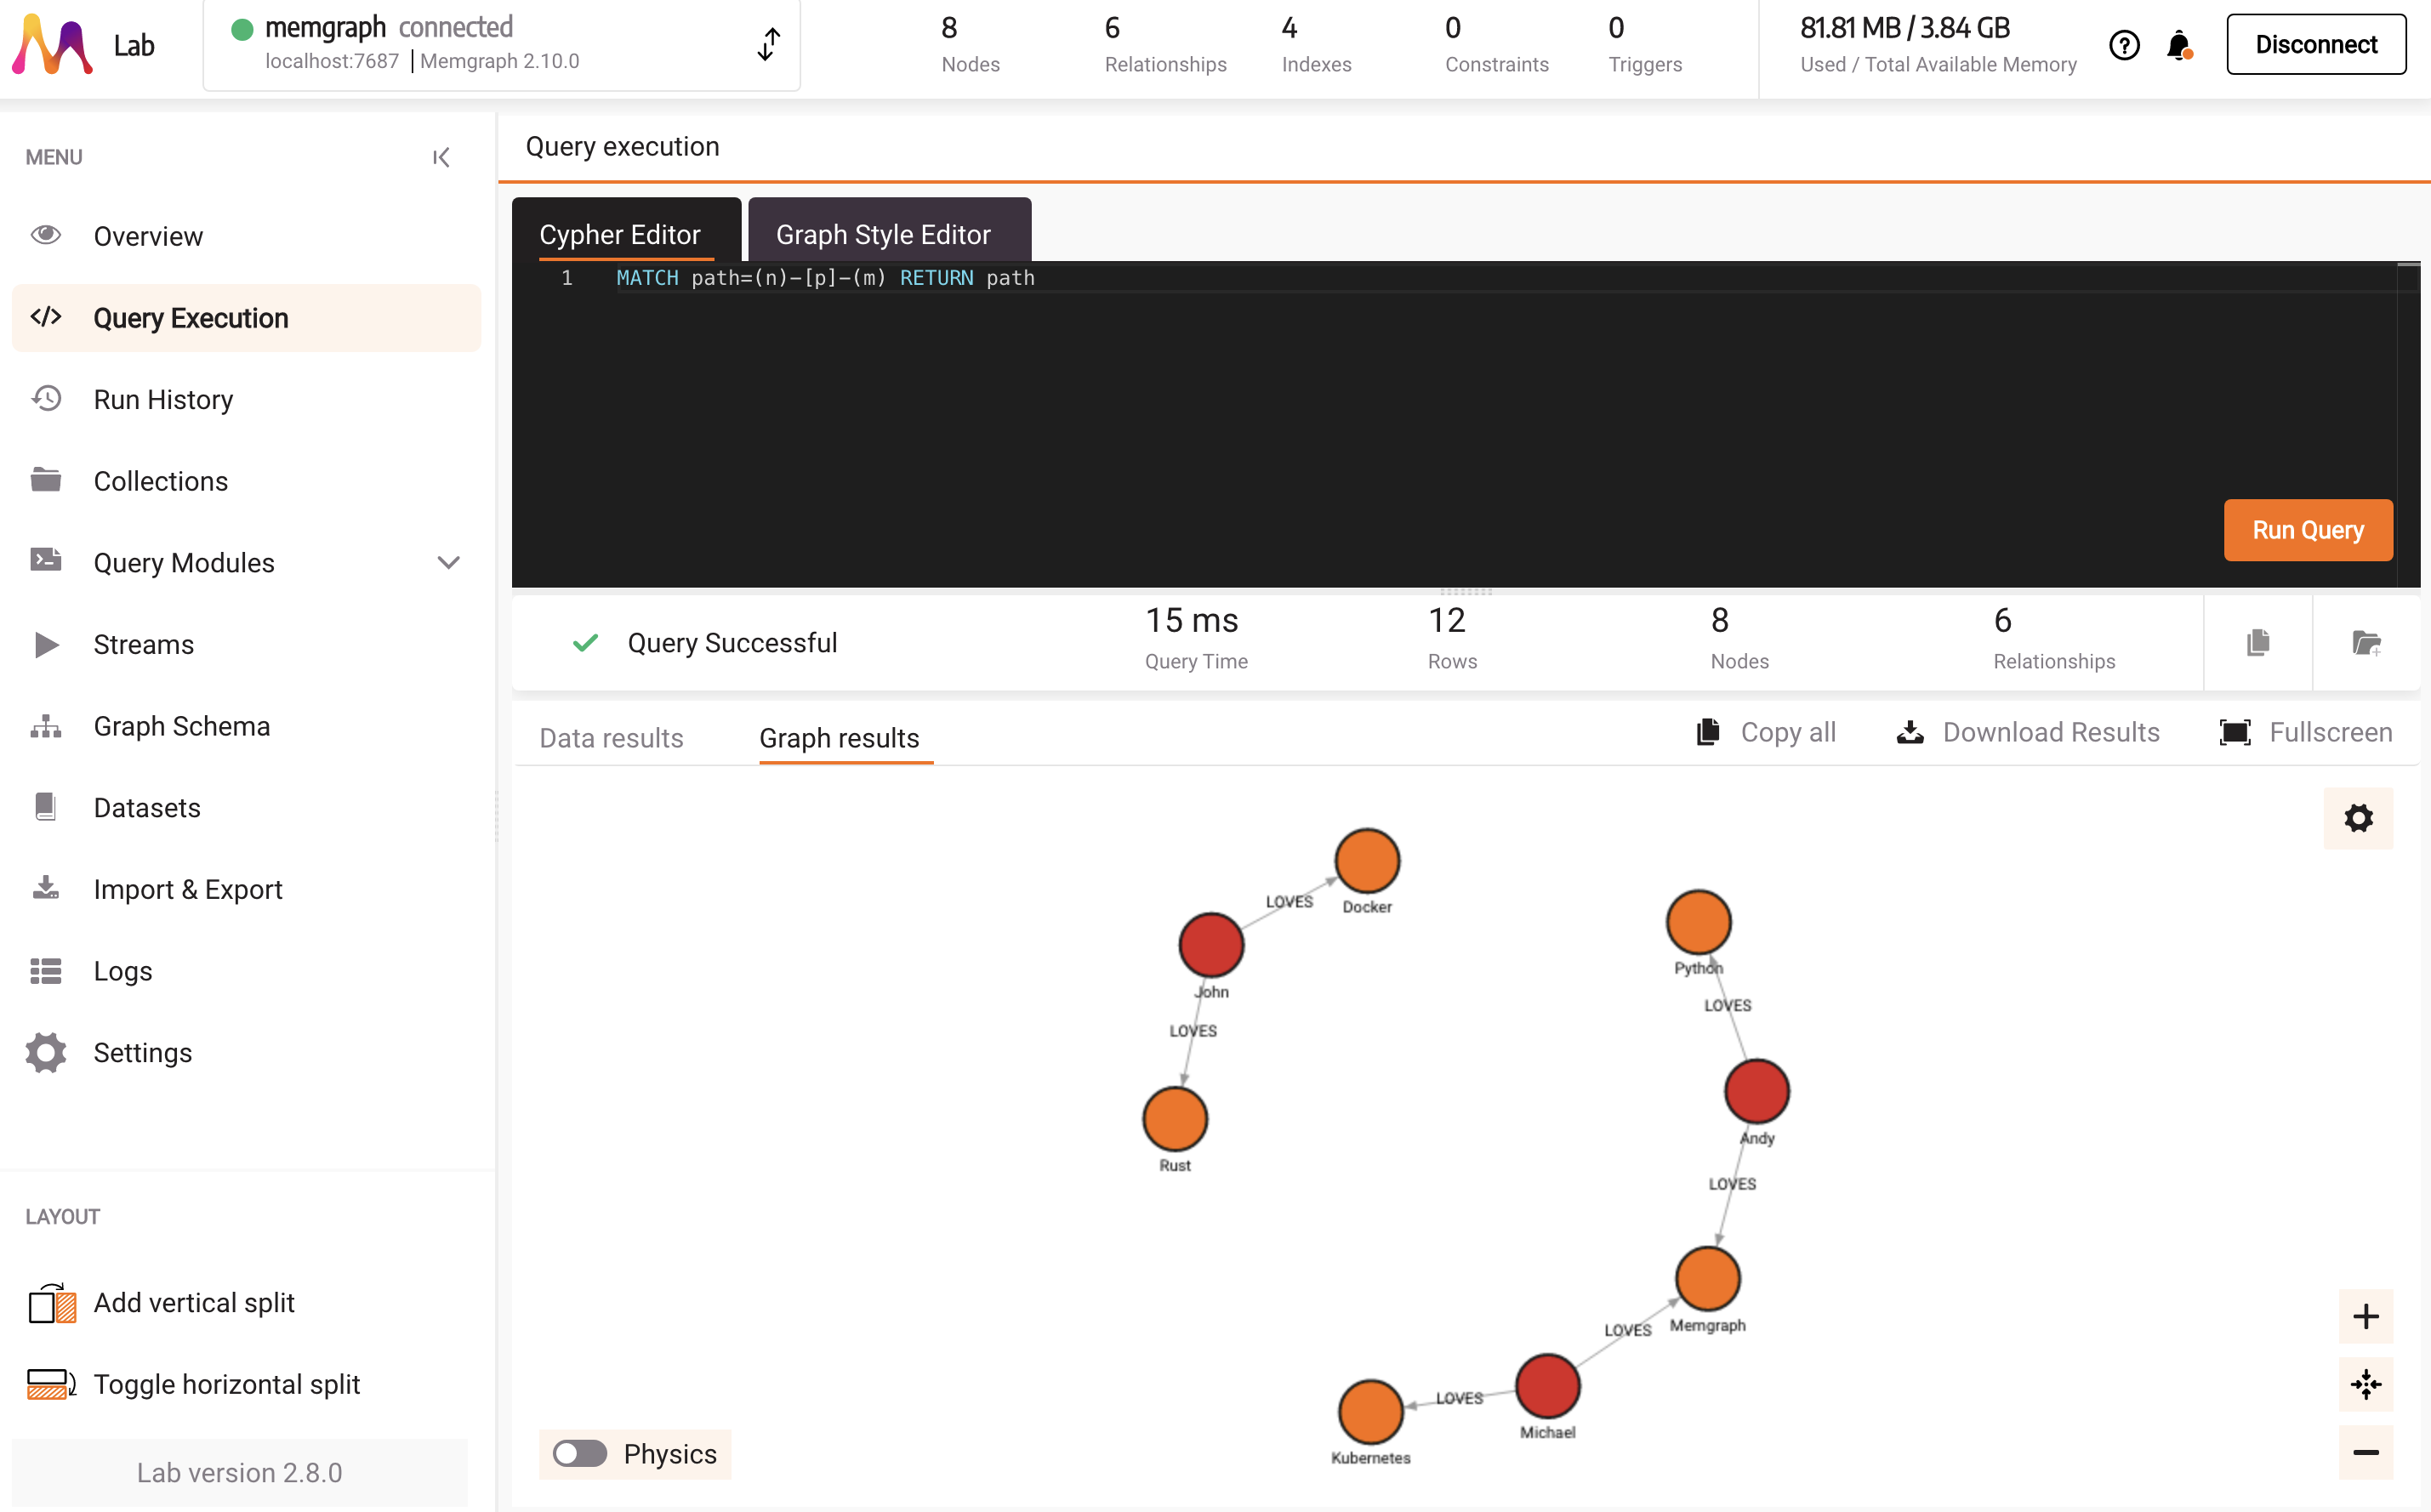 Lab
memgraph connected
localhost:7687 | Memgraph 2.10.0
8
Nodes
6
Relationships
4
Indexes
0
Constraints
0
Triggers
81.81 MB / 3.84 GB
Used / Total Available Memory
Disconnect
MENU
Overview
Query Execution
Run History
Collections
Query Modules
Streams
Graph Schema
Datasets
Import & Export
Logs
Settings
LAYOUT
Add vertical split
Toggle horizontal split
Lab version 2.8.0
Query execution
Cypher Editor
Graph Style Editor
1 MATCH path=(n)-[p]-(m) RETURN path
Run Query
Query Successful
15 ms
Query Time
12
Rows
8
Nodes
6
Relationships
Data results
Graph results
Copy all
Download Results
Fullscreen
LOVES
Docker
John
LOVES
Rust
Python
LOVES
Andy
LOVES
Memgraph
LOVES
Michael
LOVES
Kubernetes
Physics